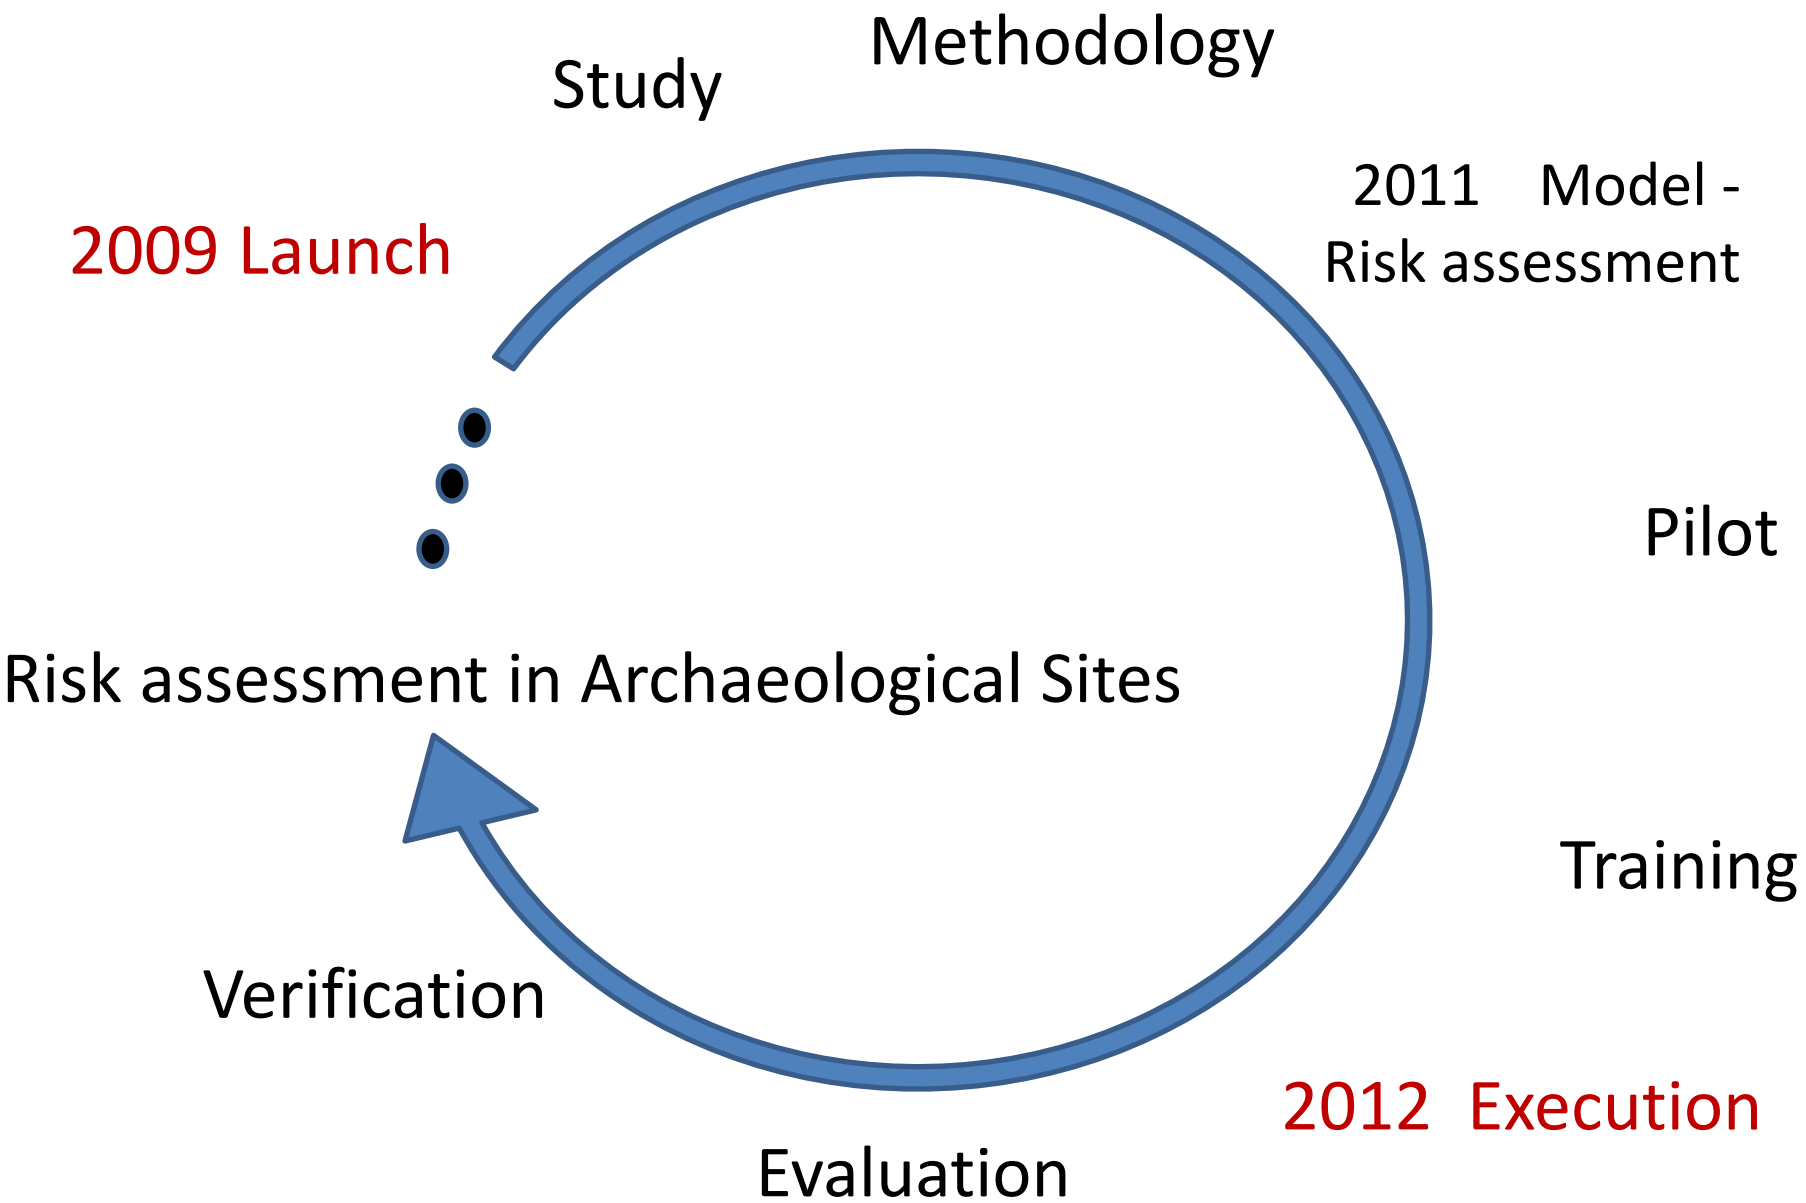 Methodology
Study
2011 Model -
Risk assessment
2009 Launch
Pilot
Risk assessment in Archaeological Sites
Training
Verification
2012 Execution
Evaluation